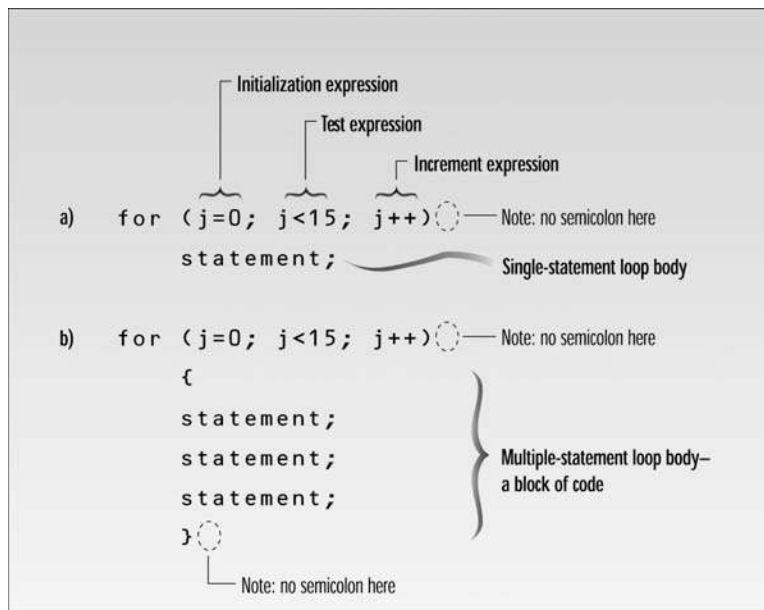 Initialization expression
Test expression
Increment expression
a) for (j=0; j<15; j++) Note: no semicolon here
statement; Single-statement loop body
b) for (j=0; j<15; j++) Note: no semicolon here
{
statement;
statement;
statement;
}
Multiple-statement loop body–
a block of code
Note: no semicolon here